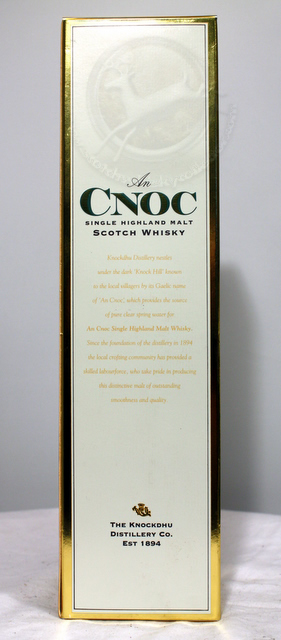 An
CNOC
SINGLE HIGHLAND MALT
SCOTCH WHISKY
Knockdhu Distillery nestles
under the dark 'Knock Hill' known
to the local villagers by its Gaelic name
of 'An Cnoc', which provides the source
of pure clear spring water for
An Cnoc Single Highland Malt Whisky.
Since the foundation of the distillery in 1894
the local crofting community has provided a
skilled labourforce, who take pride in producing
this distinctive malt of outstanding
smoothness and quality.
THE KNOCKDHU
DISTILLERY CO.
EST 1894